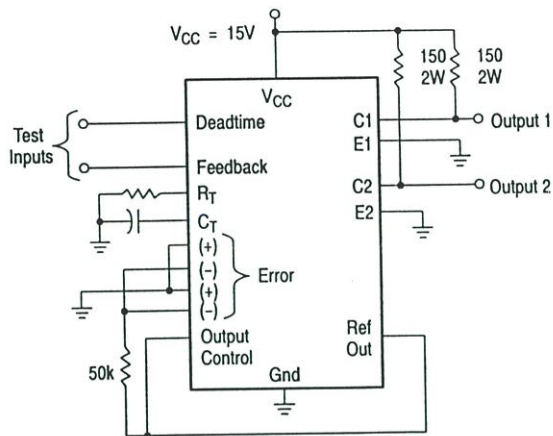 V_CC = 15V
150
2W
150
2W
V_CC
Test
Inputs
Deadtime
Feedback
R_T
C_T
(+)
(–)
(+)
(–)
Error
Output
Control
50k
Gnd
C1
E1
C2
E2
Ref
Out
Output 1
Output 2